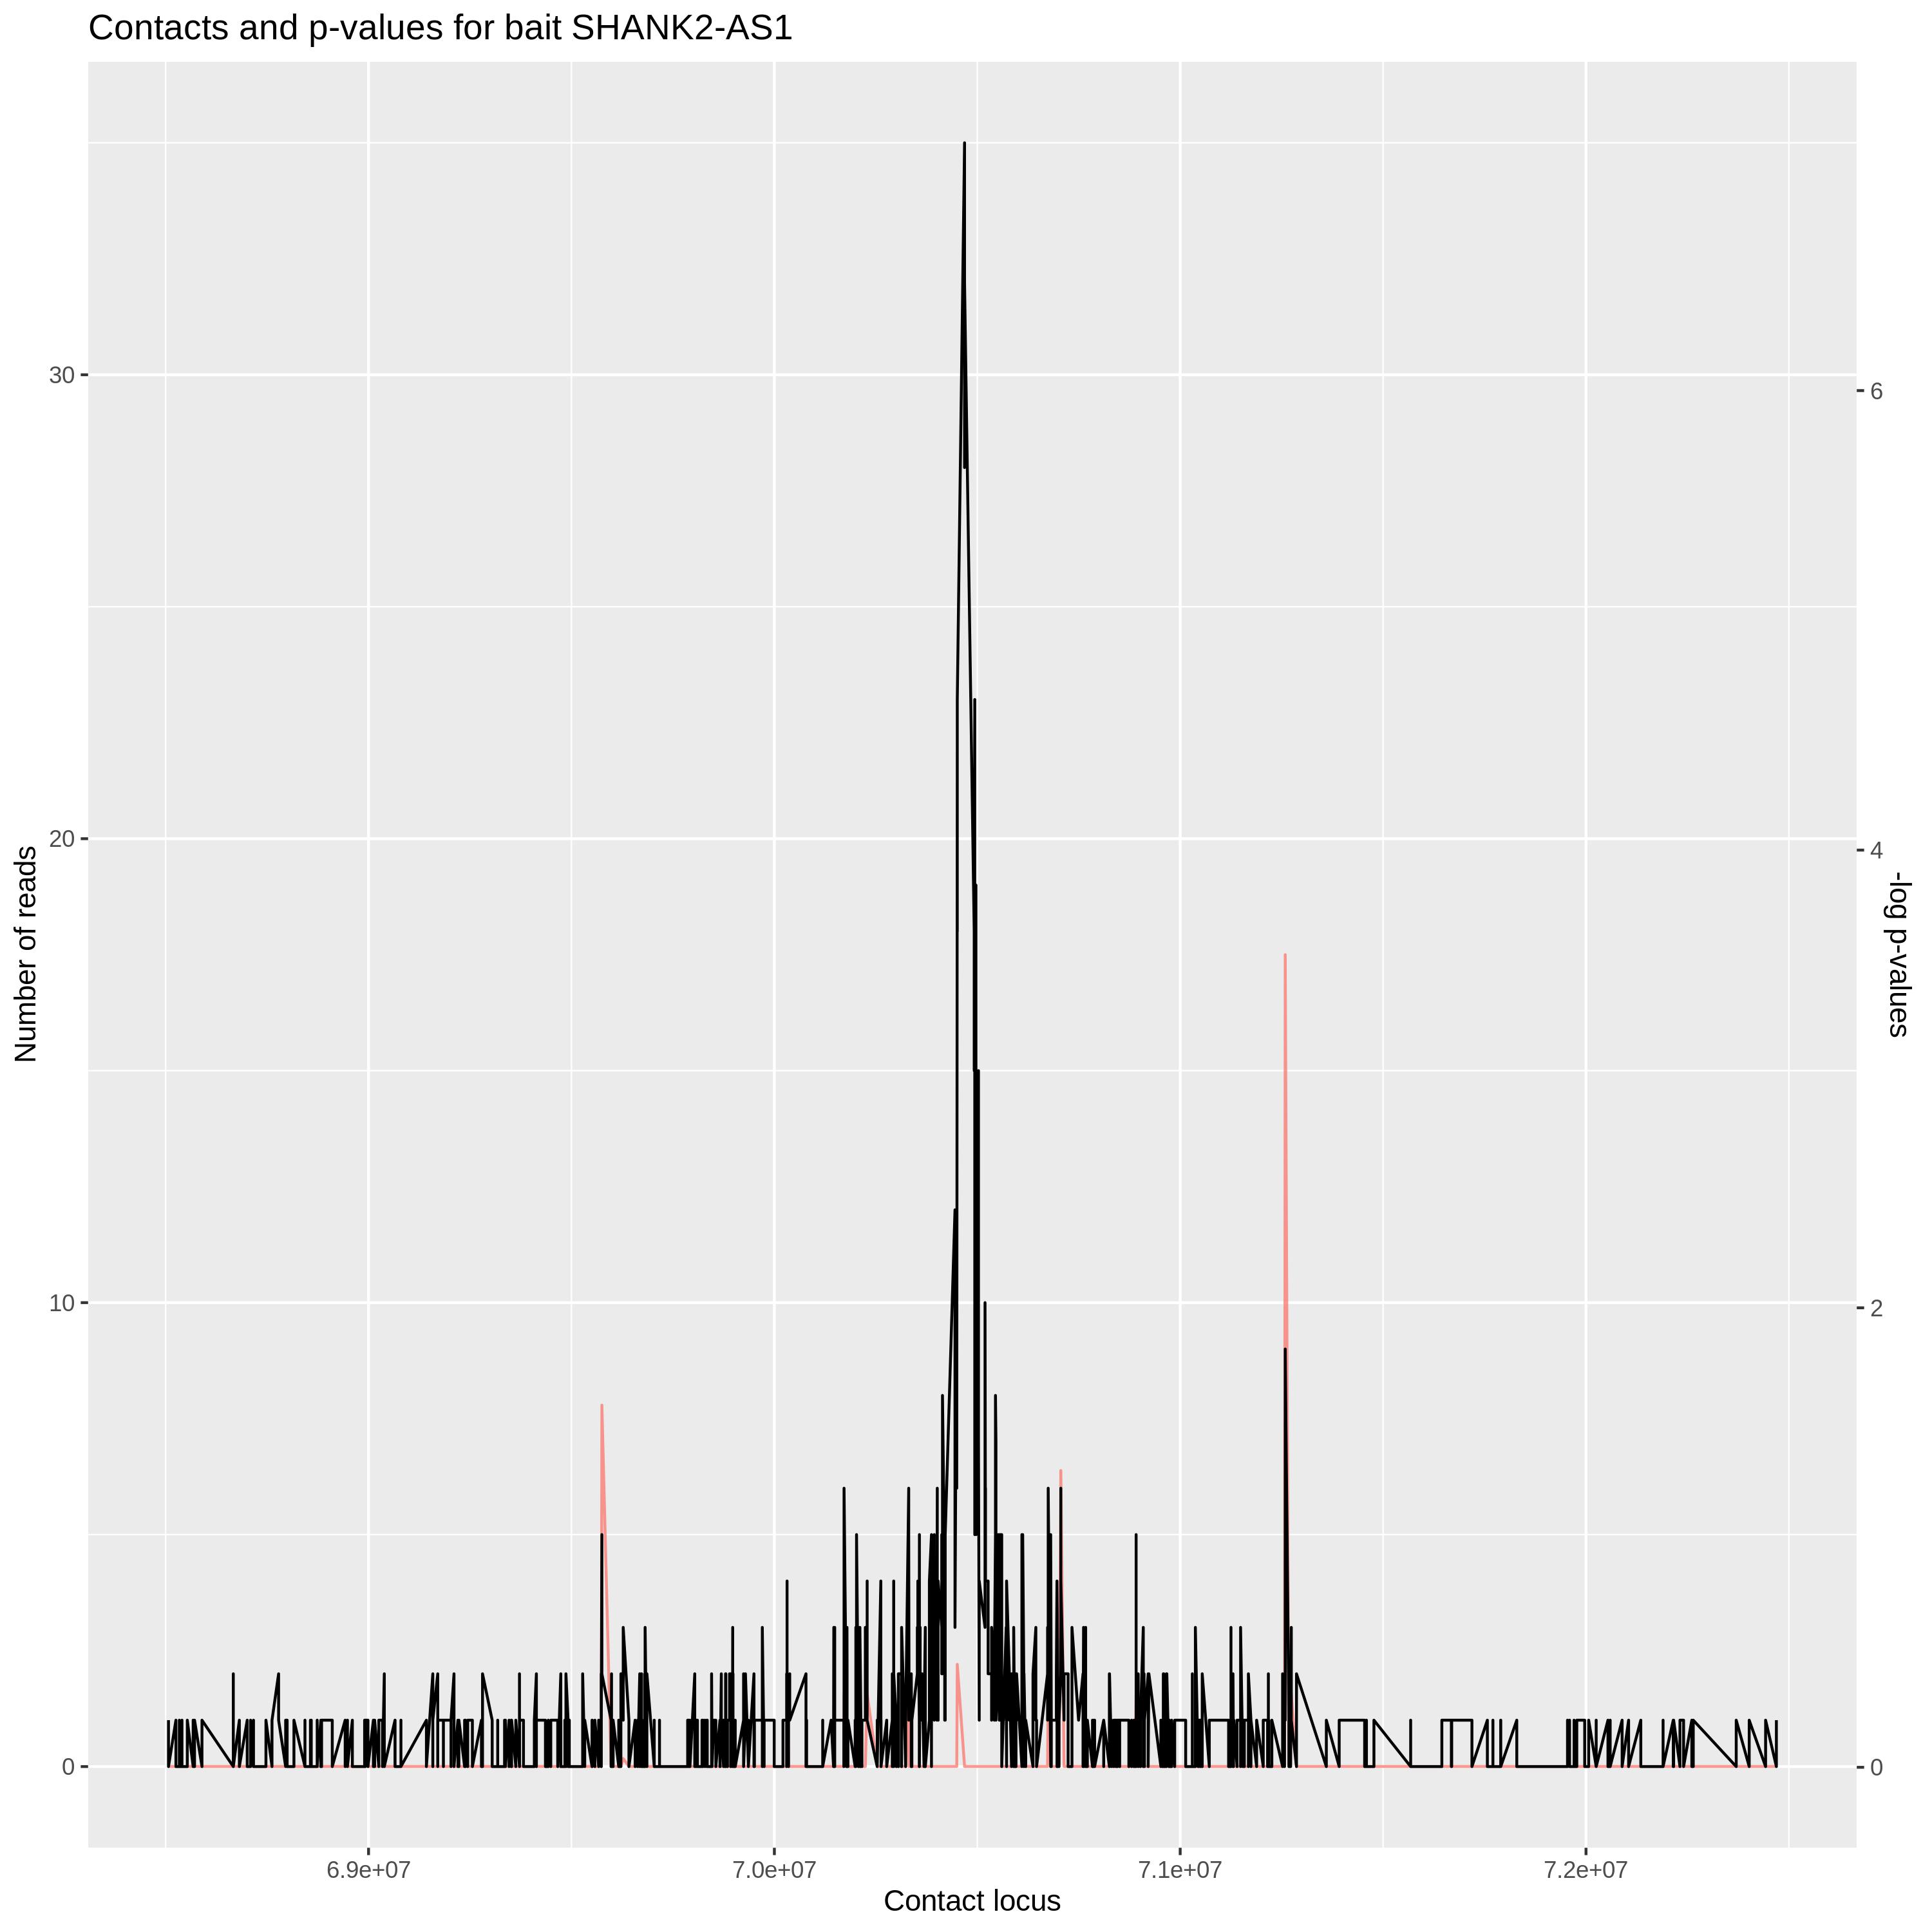 Contacts and p-values for bait SHANK2-AS1
30
20
10
0
Number of reads
6
4
2
0
-log p-values
6.9e+07 7.0e+07 7.1e+07 7.2e+07
Contact locus